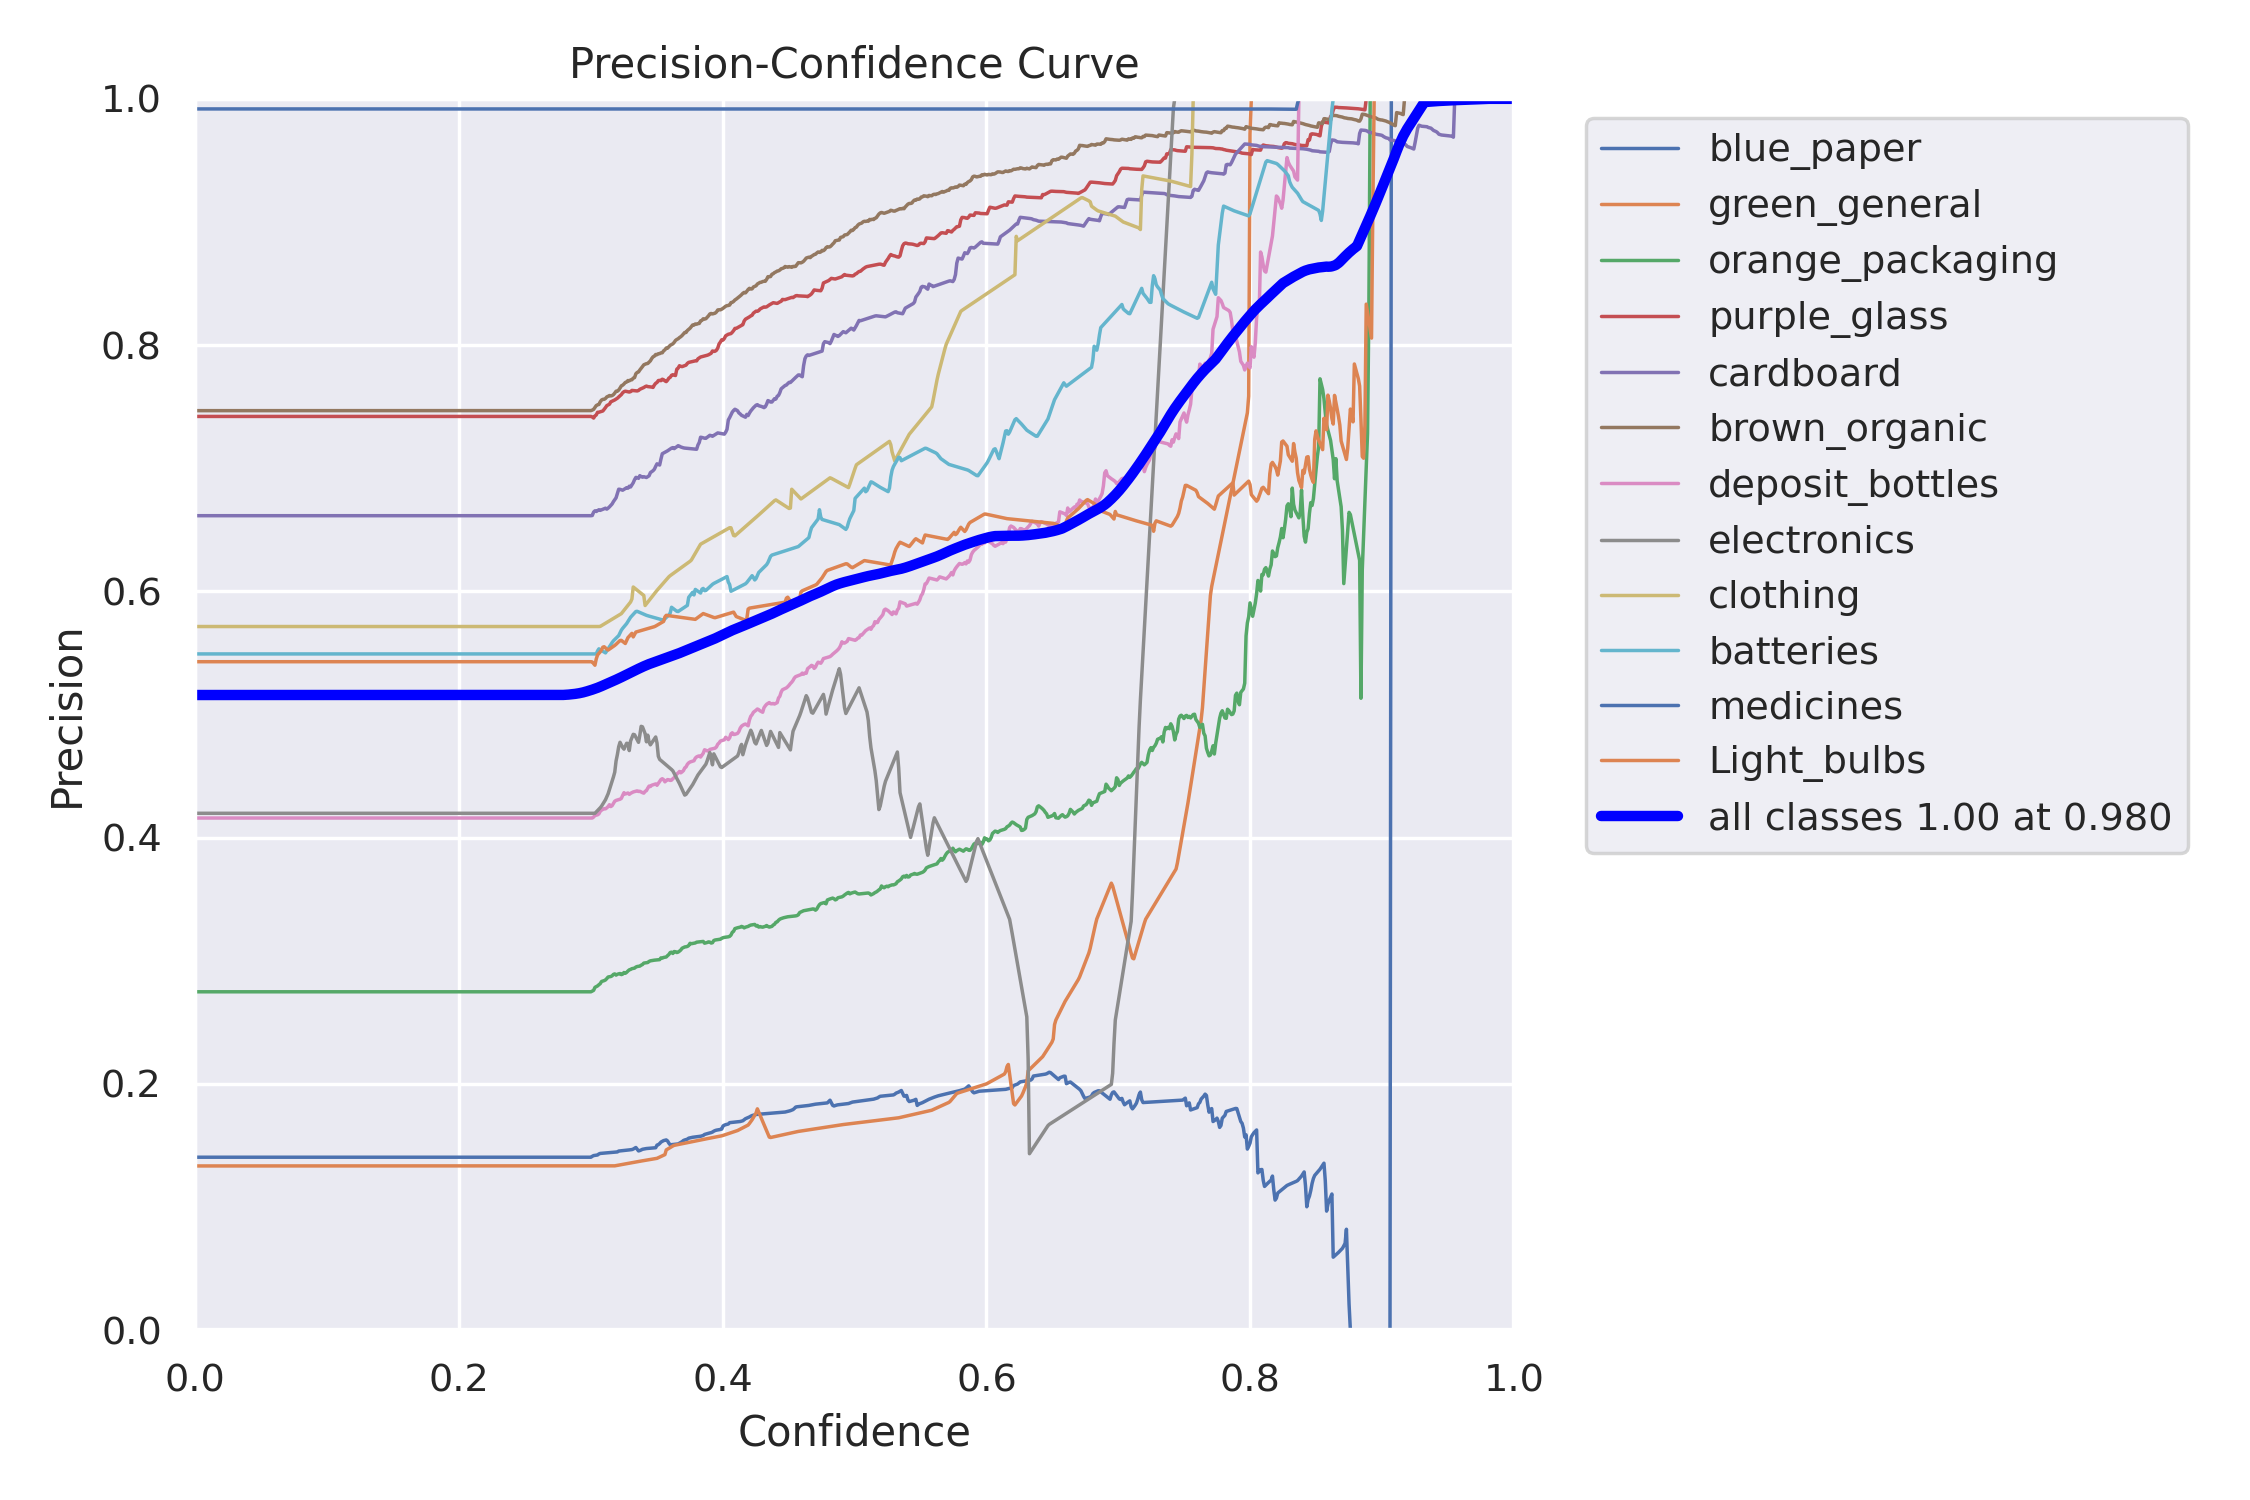 Precision-Confidence Curve
1.0
0.8
0.6
0.4
0.2
0.0
Precision
0.0 0.2 0.4 0.6 0.8 1.0
Confidence
blue_paper
green_general
orange_packaging
purple_glass
cardboard
brown_organic
deposit_bottles
electronics
clothing
batteries
medicines
Light_bulbs
all classes 1.00 at 0.980